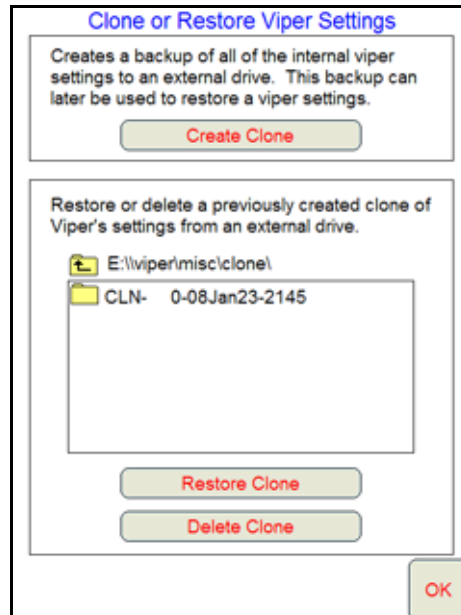 Clone or Restore Viper Settings
Creates a backup of all of the internal viper
settings to an external drive.  This backup can
later be used to restore a viper settings.
Create Clone
Restore or delete a previously created clone of
Viper's settings from an external drive.
E:\\viper\misc\clone\
CLN-    0-08Jan23-2145
Restore Clone
Delete Clone
OK